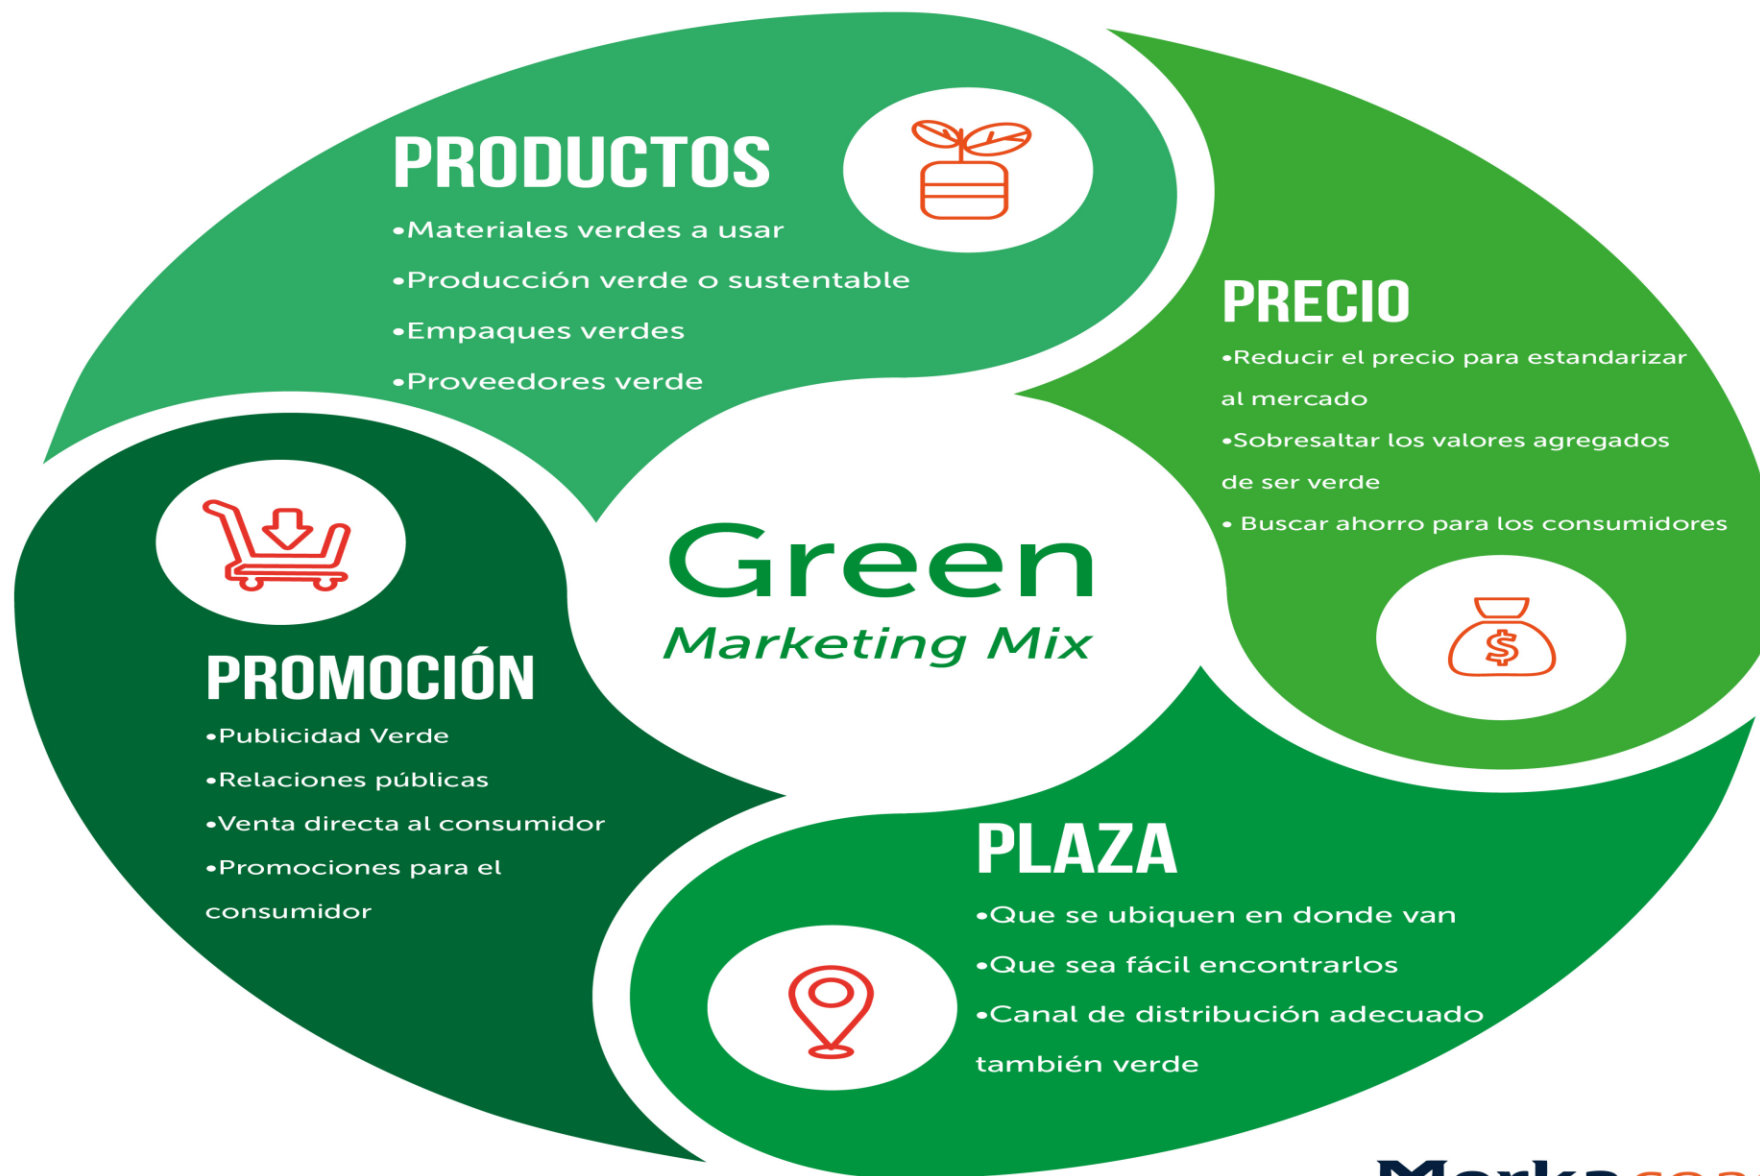 PRODUCTOS
•Materiales verdes a usar
•Producción verde o sustentable
•Empaques verdes
•Proveedores verde
PRECIO
•Reducir el precio para estandarizar
al mercado
•Sobresaltar los valores agregados
de ser verde
• Buscar ahorro para los consumidores
$
Green
Marketing Mix
PROMOCIÓN
•Publicidad Verde
•Relaciones públicas
•Venta directa al consumidor
•Promociones para el
consumidor
PLAZA
•Que se ubiquen en donde van
•Que sea fácil encontrarlos
•Canal de distribución adecuado
también verde